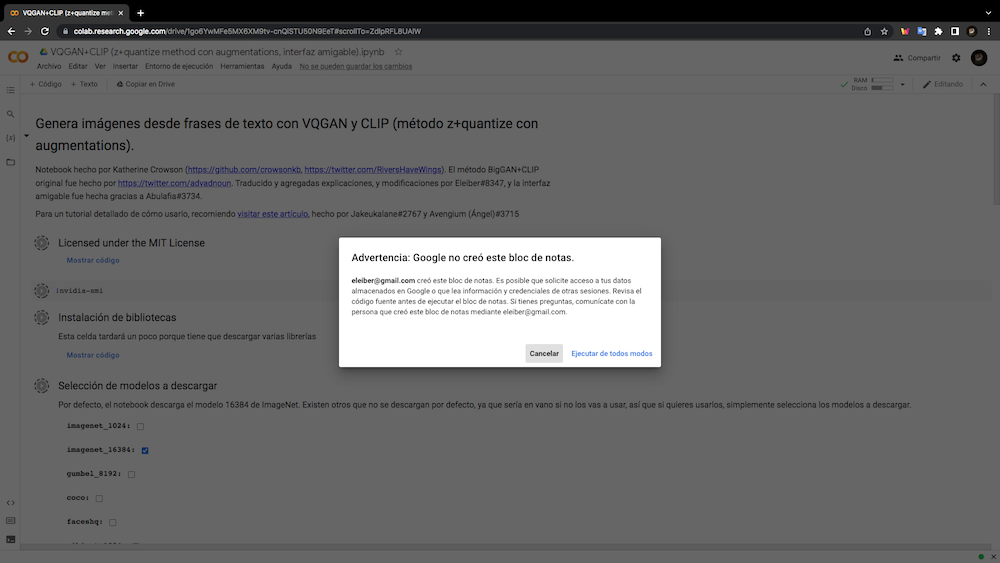 VQGAN+CLIP (z+quantize me
colab.research.google.com/drive/1go6YwMFe5MX6XM9tv-cnQiSTU50N9EeT#scrollTo=ZdlpRFL8UAlW
VQGAN+CLIP (z+quantize method con augmentations, interfaz amigable).ipynb
Archivo Editar Ver Insertar Entorno de ejecución Herramientas Ayuda No se pueden guardar los cambios
Compartir
+ Código + Texto Copiar en Drive
RAM
Disco
Editando
Genera imágenes desde frases de texto con VQGAN y CLIP (método z+quantize con
augmentations).
Notebook hecho por Katherine Crowson (https://github.com/crowsonkb, https://twitter.com/RiversHaveWings). El método BigGAN+CLIP
original fue hecho por https://twitter.com/advadnoun. Traducido y agregadas explicaciones, y modificaciones por Eleiber#8347, y la interfaz
amigable fue hecha gracias a Abulafia#3734.
Para un tutorial detallado de cómo usarlo, recomiendo visitar este artículo, hecho por Jakeukalane#2767 y Avengium (Ángel)#3715
Licensed under the MIT License
Mostrar código
!nvidia-smi
Instalación de bibliotecas
Esta celda tardará un poco porque tiene que descargar varias librerías
Mostrar código
Selección de modelos a descargar
Por defecto, el notebook descarga el modelo 16384 de ImageNet. Existen otros que no se descargan por defecto, ya que sería en vano si no los vas a usar, así que si quieres usarlos, simplemente selecciona los modelos a descargar.
imagenet_1024:
imagenet_16384:
gumbel_8192:
coco:
faceshq:
Advertencia: Google no creó este bloc de notas.
eleiber@gmail.com creó este bloc de notas. Es posible que solicite acceso a tus datos
almacenados en Google o que lea información y credenciales de otras sesiones. Revisa el
código fuente antes de ejecutar el bloc de notas. Si tienes preguntas, comunícate con la
persona que creó este bloc de notas mediante eleiber@gmail.com.
Cancelar Ejecutar de todos modos